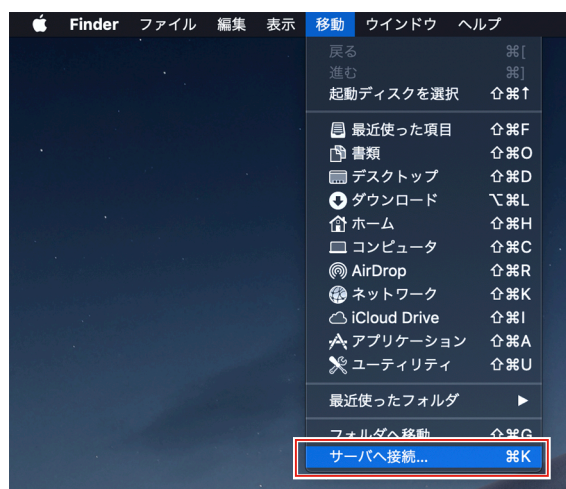 Finder ファイル 編集 表示 移動 ウインドウ ヘルプ
戻る ⌘[
進む ⌘]
起動ディスクを選択 ⇧⌘↑
最近使った項目 ⇧⌘F
書類 ⇧⌘O
デスクトップ ⇧⌘D
ダウンロード ⌥⌘L
ホーム ⇧⌘H
コンピュータ ⇧⌘C
AirDrop ⇧⌘R
ネットワーク ⇧⌘K
iCloud Drive ⇧⌘I
アプリケーション ⇧⌘A
ユーティリティ ⇧⌘U
最近使ったフォルダ ▶
フォルダへ移動... ⇧⌘G
サーバへ接続... ⌘K